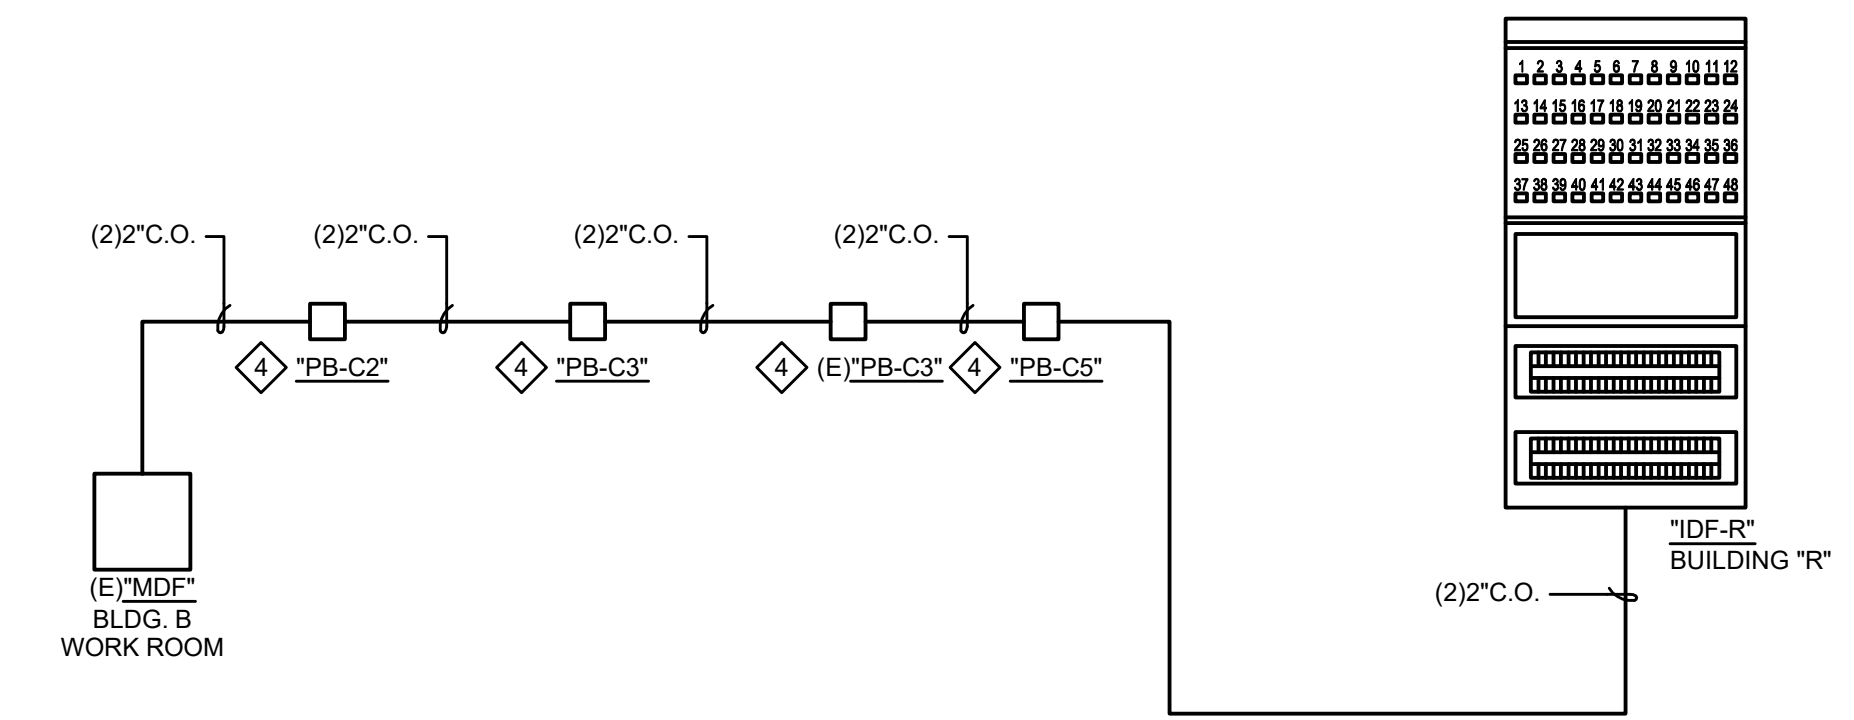 1 2 3 4 5 6 7 8 9 10 11 12
13 14 15 16 17 18 19 20 21 22 23 24
25 26 27 28 29 30 31 32 33 34 35 36
37 38 39 40 41 42 43 44 45 46 47 48
(2)2"C.O. (2)2"C.O. (2)2"C.O. (2)2"C.O.
4 "PB-C2" 4 "PB-C3" 4 (E)"PB-C3" 4 "PB-C5"
"IDF-R"
BUILDING "R"
(E)"MDF"
BLDG. B
WORK ROOM
(2)2"C.O.